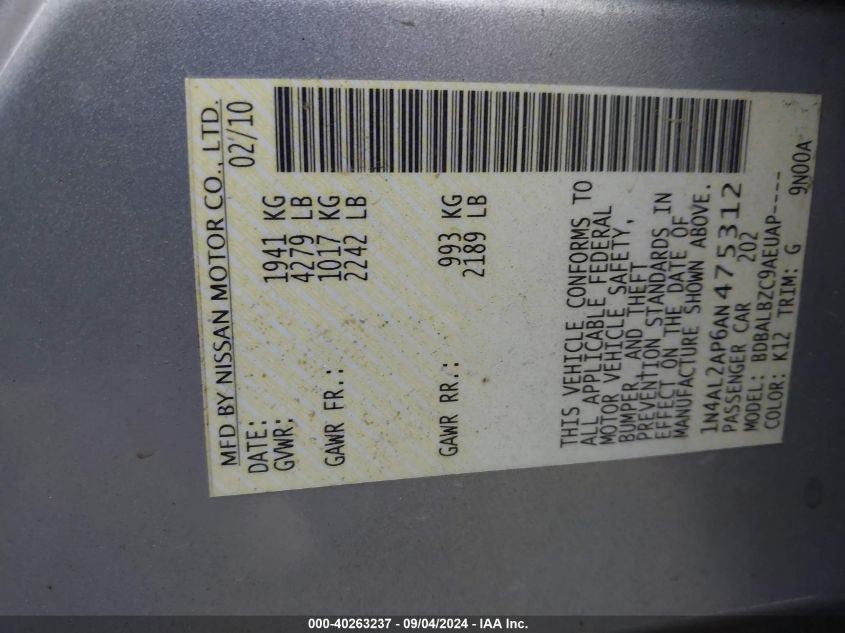 MFD BY NISSAN MOTOR CO., LTD.
DATE: 02/10
GVWR: 1941 KG
4279 LB
GAWR FR.: 1017 KG
2242 LB
GAWR RR.: 993 KG
2189 LB
THIS VEHICLE CONFORMS TO
ALL APPLICABLE FEDERAL
MOTOR VEHICLE SAFETY,
BUMPER, AND THEFT
PREVENTION STANDARDS IN
EFFECT ON THE DATE OF
MANUFACTURE SHOWN ABOVE.
1N4AL2AP6AN475312
PASSENGER CAR 202
MODEL: BDBALBZC9AEUAP----
COLOR: K12 TRIM: G 9N00A
000-40263237 - 09/04/2024 - IAA Inc.